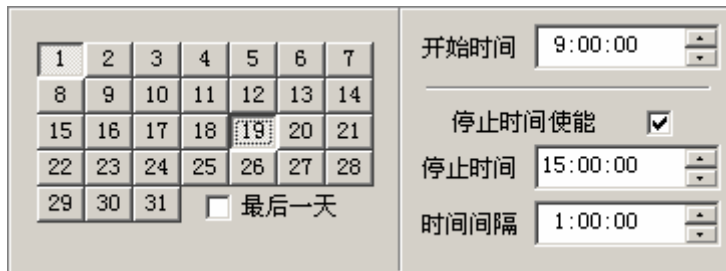 1 2 3 4 5 6 7
8 9 10 11 12 13 14
15 16 17 18 19 20 21
22 23 24 25 26 27 28
29 30 31 最后一天
开始时间 9:00:00
停止时间使能
停止时间 15:00:00
时间间隔 1:00:00